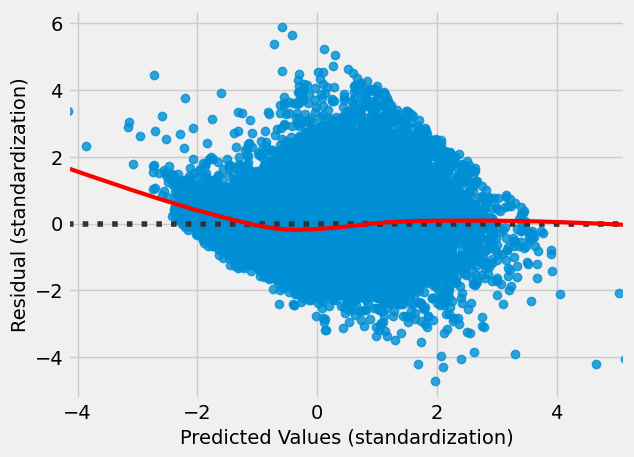 6
4
2
0
−2
−4
Residual (standardization)
−4 −2 0 2 4
Predicted Values (standardization)